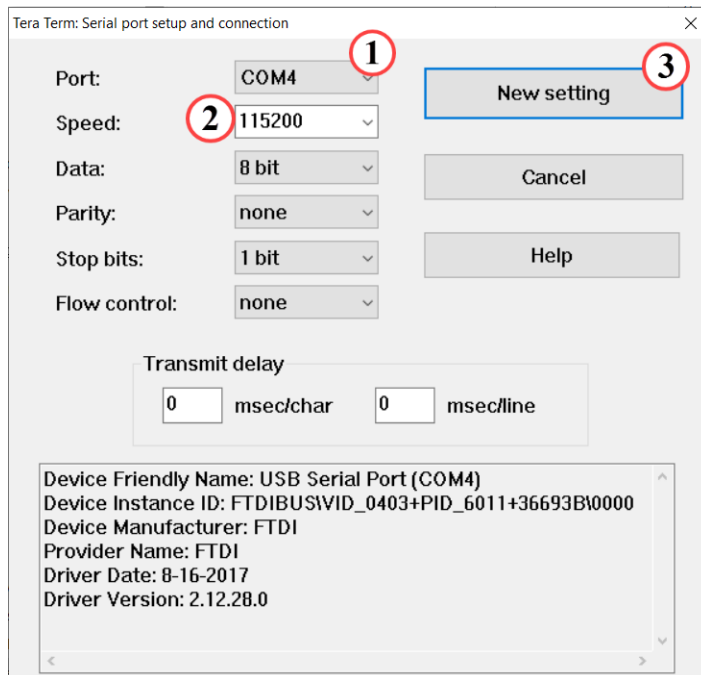 Tera Term: Serial port setup and connection
1
Port: COM4
3
New setting
2
Speed: 115200
Data: 8 bit
Cancel
Parity: none
Stop bits: 1 bit
Help
Flow control: none
Transmit delay
0 msec/char 0 msec/line
Device Friendly Name: USB Serial Port (COM4)
Device Instance ID: FTDIBUS\VID_0403+PID_6011+36693B\0000
Device Manufacturer: FTDI
Provider Name: FTDI
Driver Date: 8-16-2017
Driver Version: 2.12.28.0